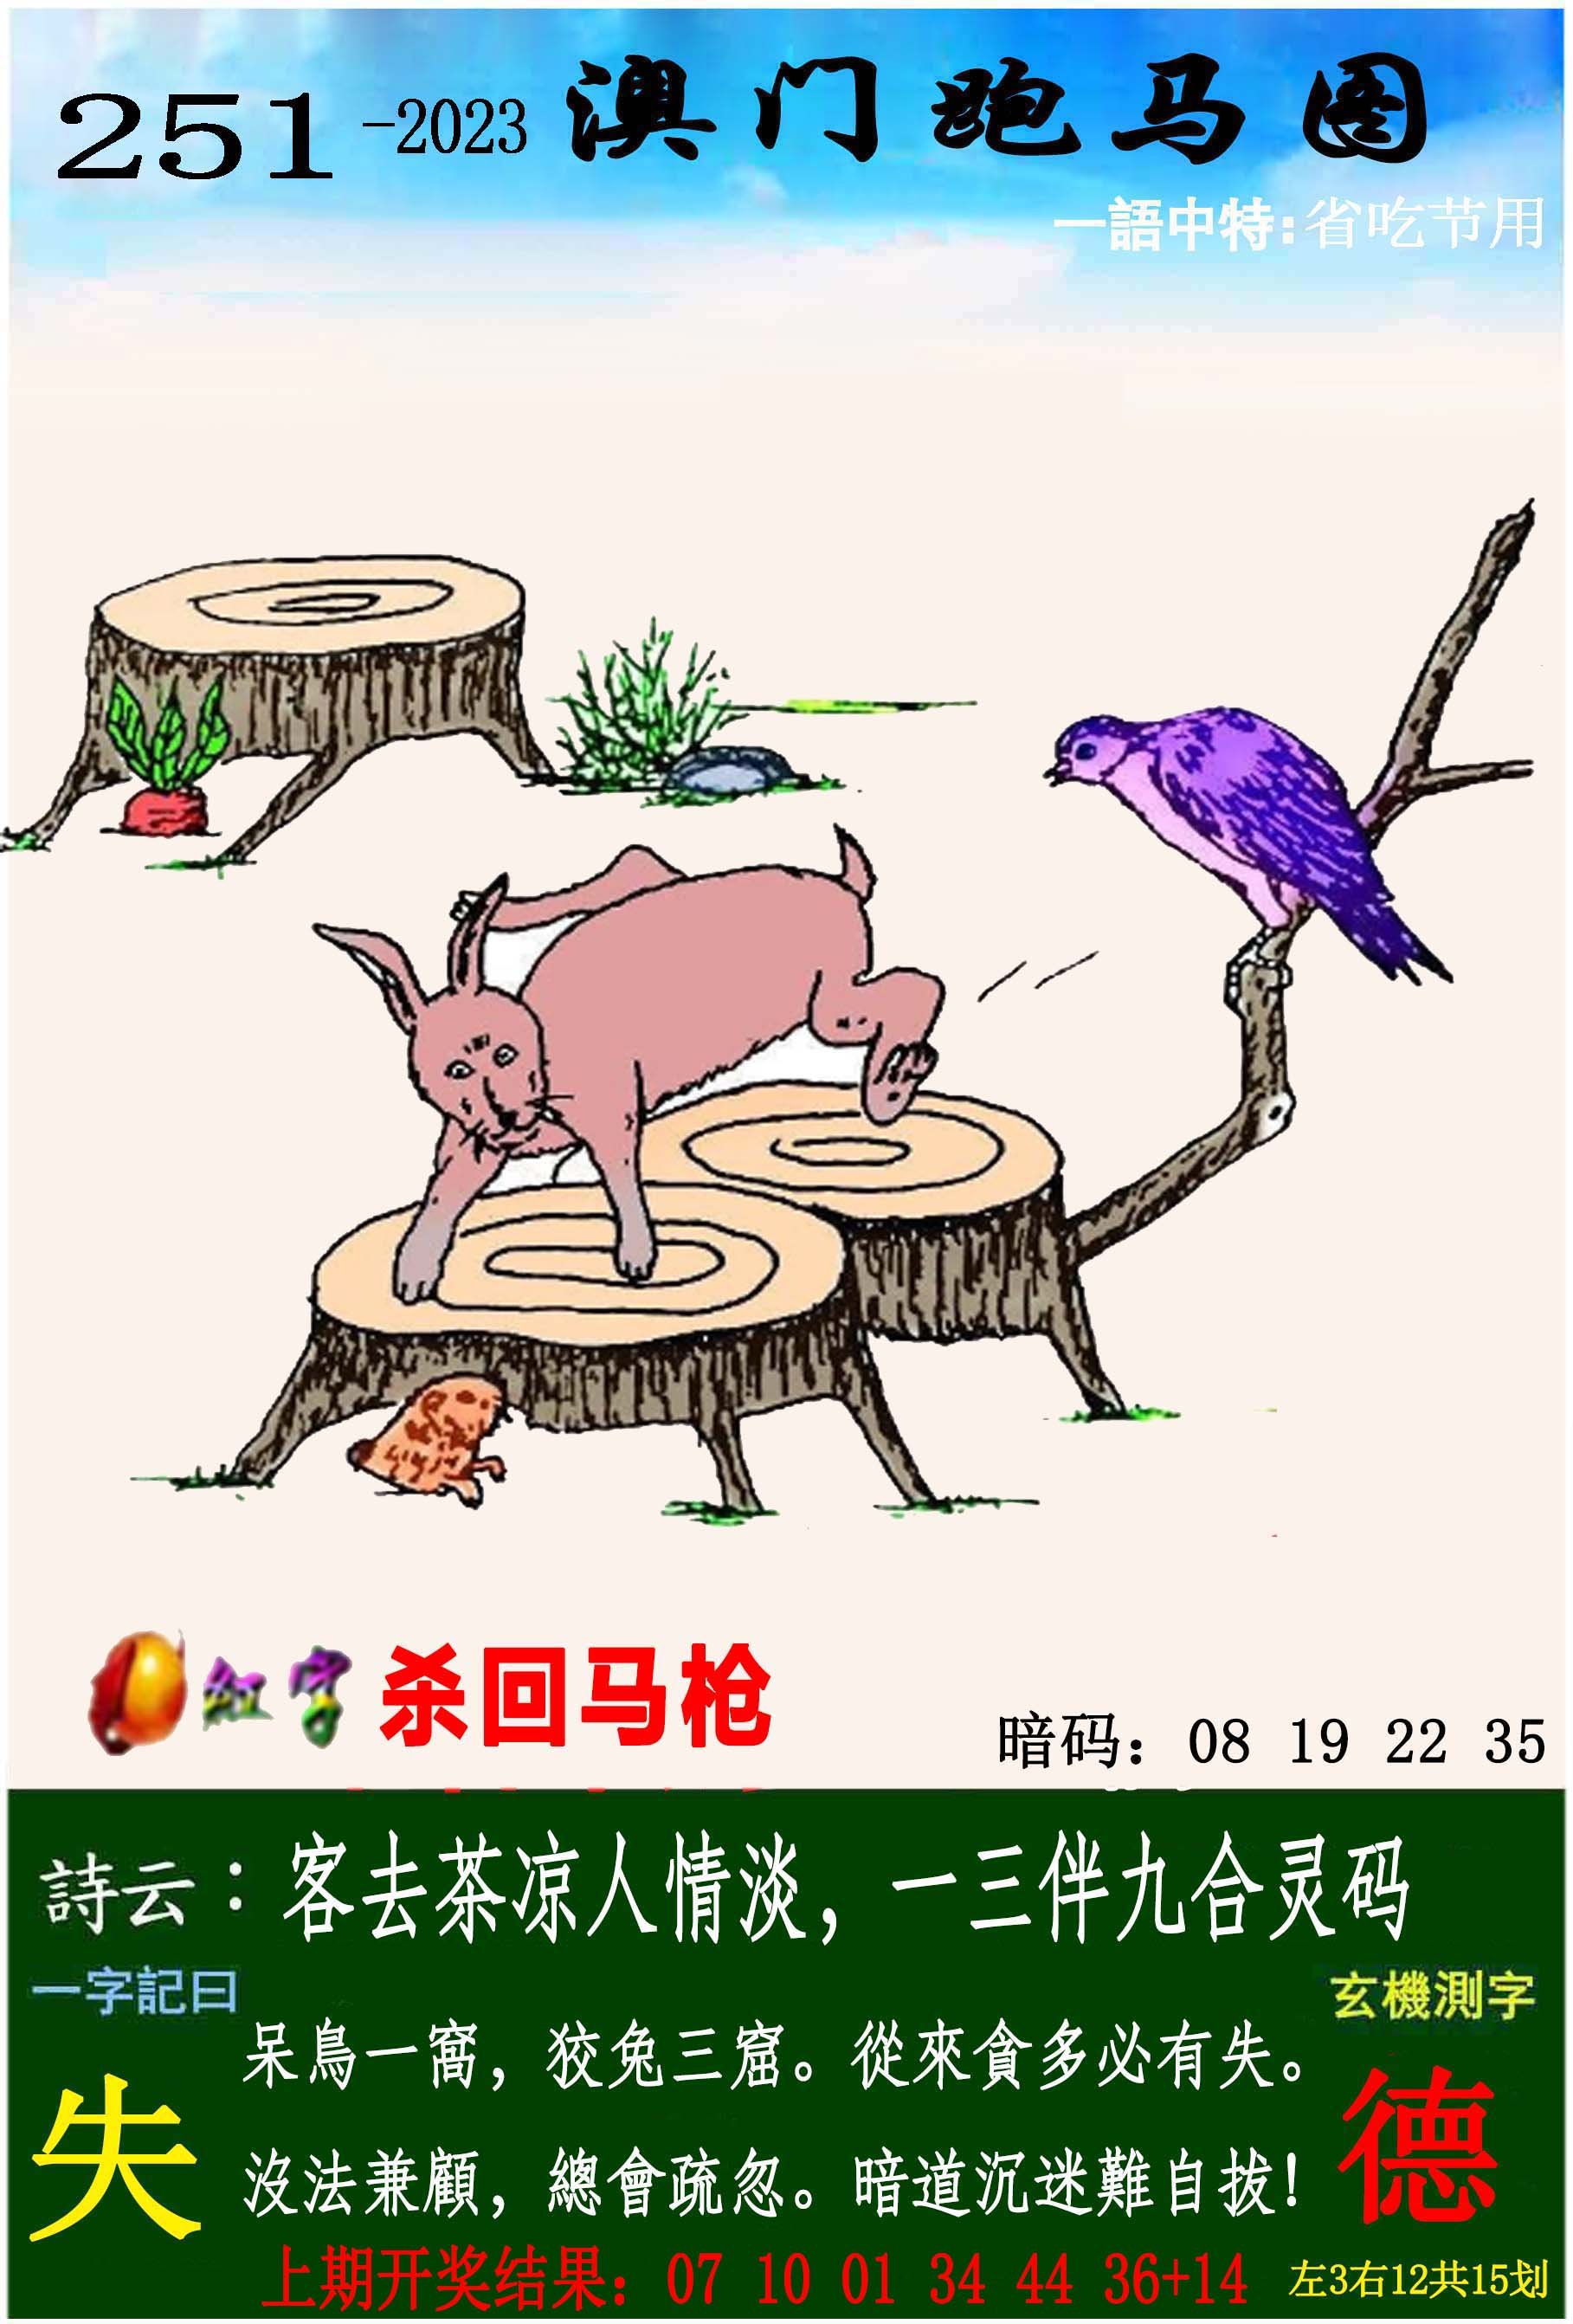 251-2023 澳门跑马图
一語中特:省吃节用
红字 杀回马枪
暗码：08 19 22 35
詩云：客去茶凉人情淡，一三伴九合灵码
一字記曰
玄機測字
呆鳥一窩，狡兔三窟。從來貪多必有失。
失
德
沒法兼顧，總會疏忽。暗道沉迷難自拔！
上期开奖结果：07 10 01 34 44 36+14
左3右12共15划